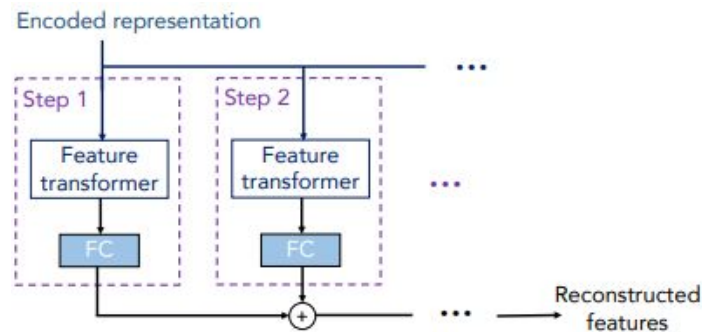 Encoded representation
Step 1
Step 2
Feature
transformer
Feature
transformer
FC
FC
Reconstructed
features